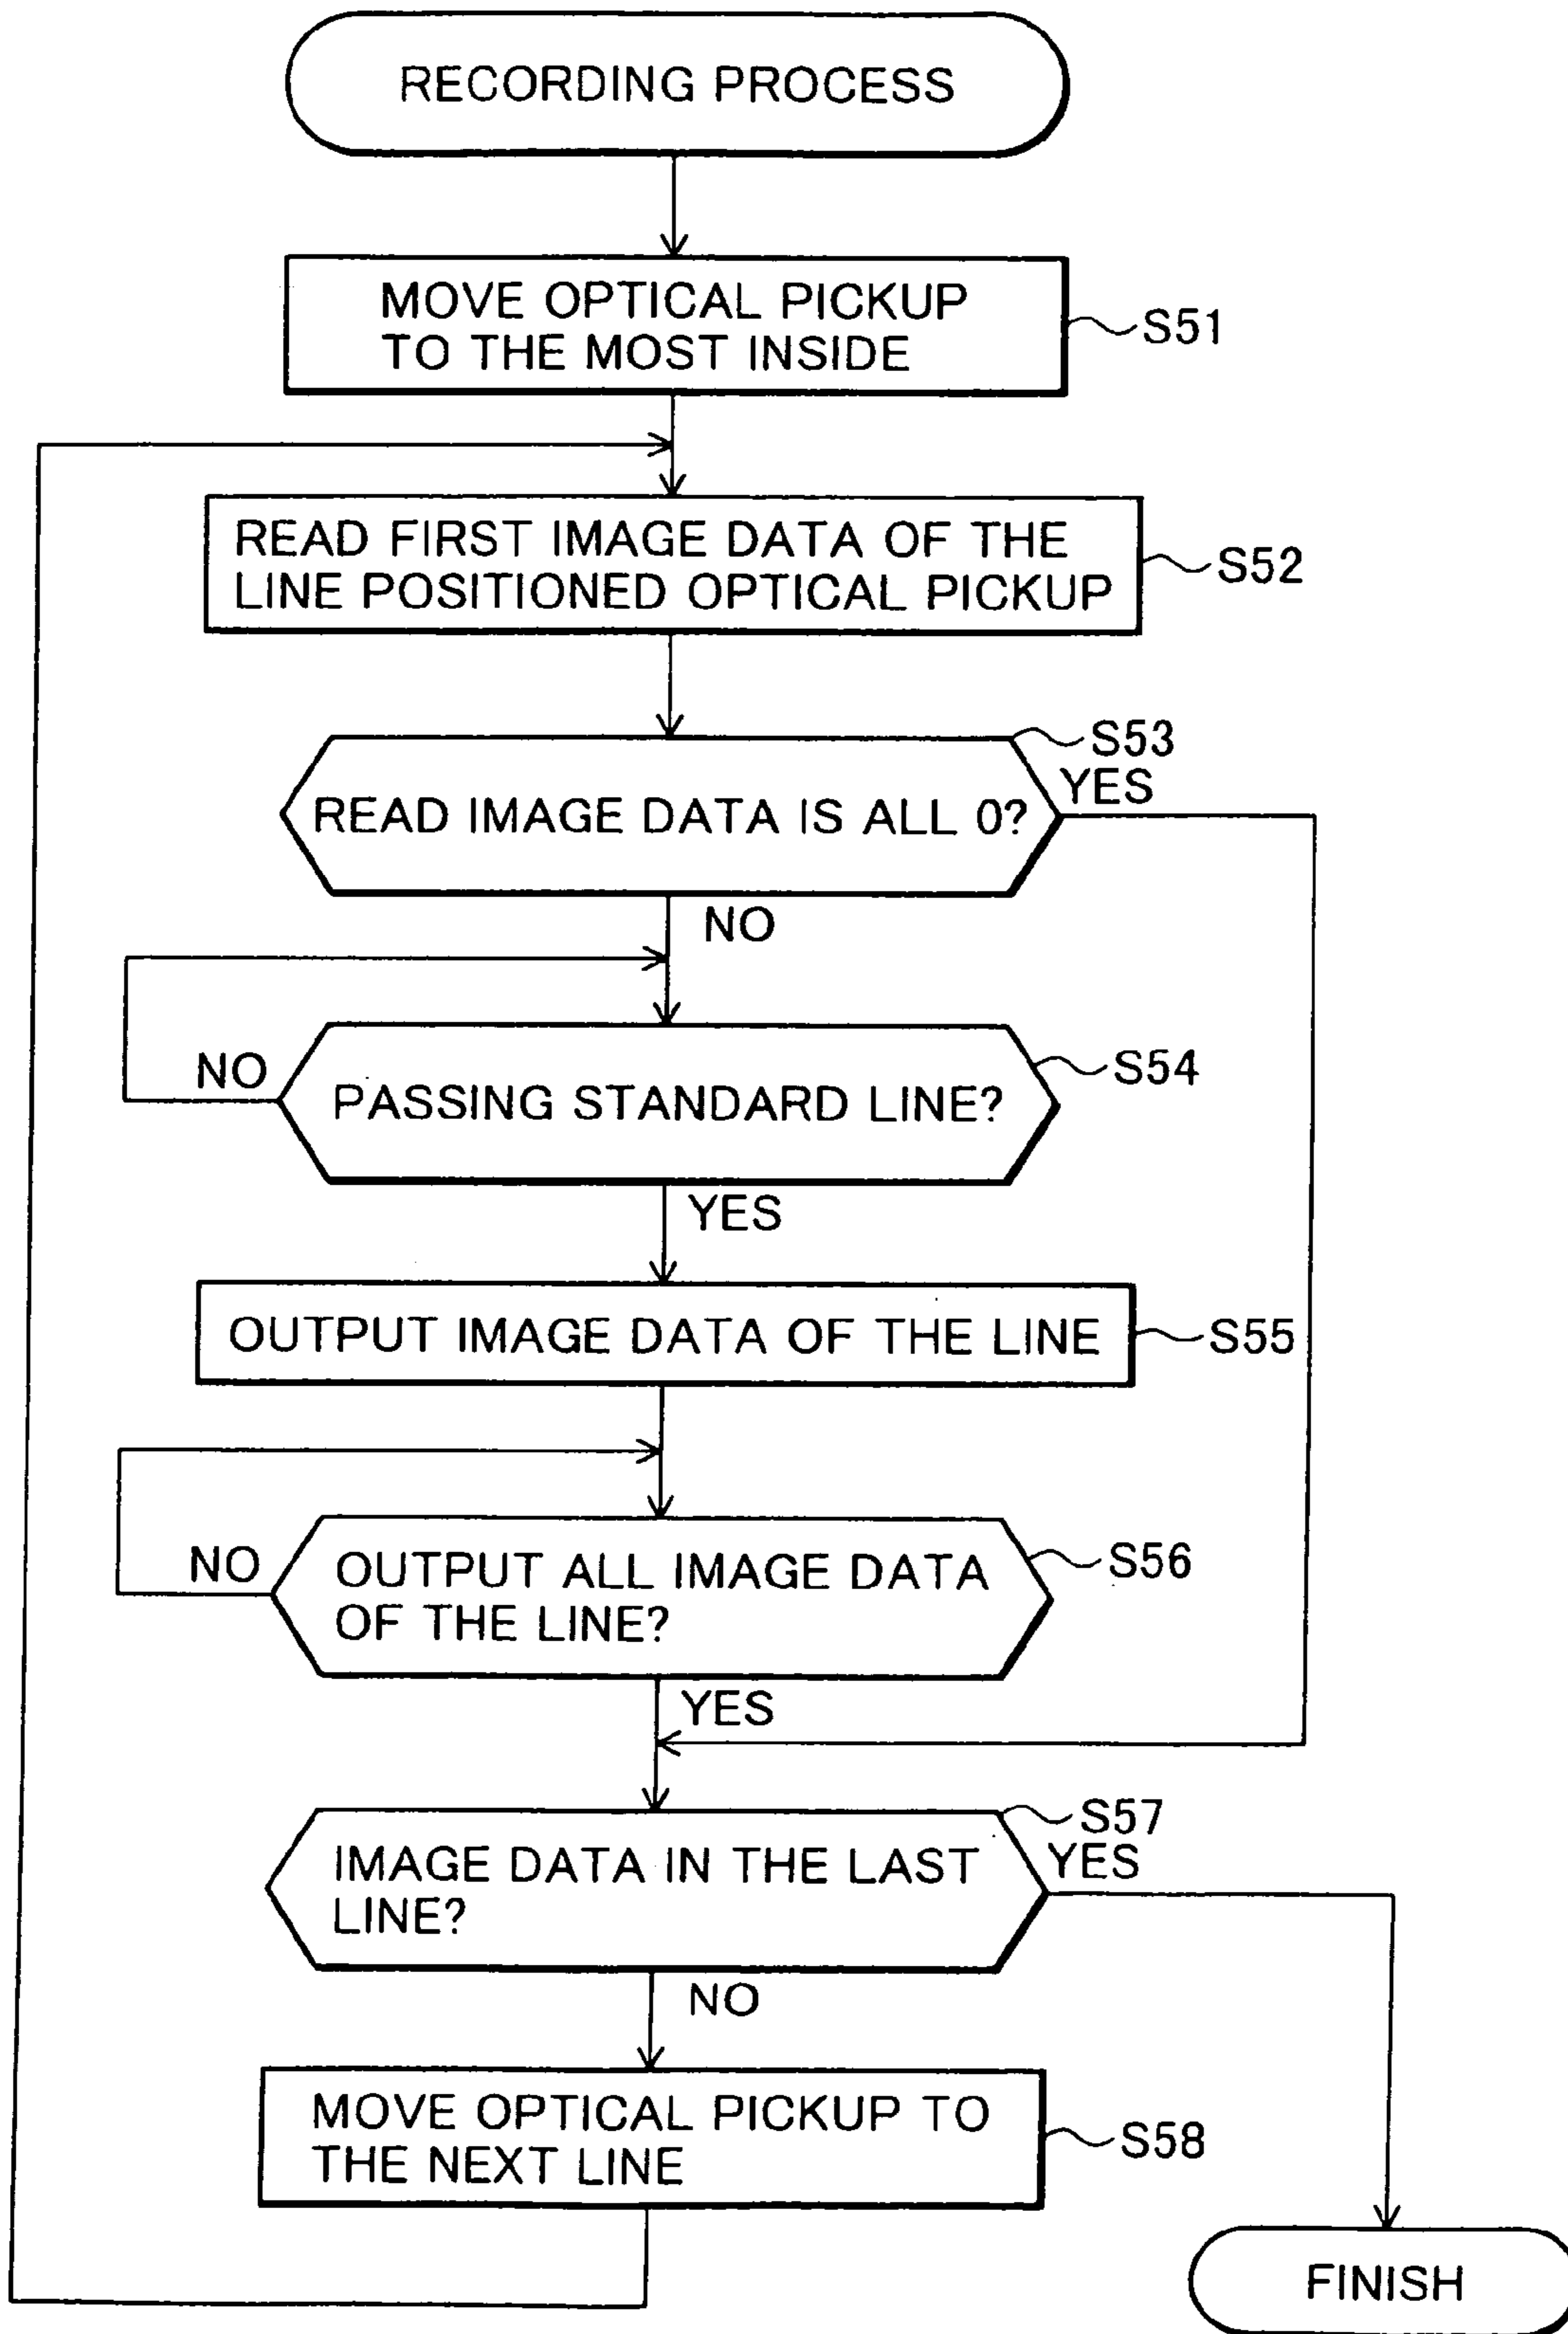 RECORDING PROCESS
MOVE OPTICAL PICKUP
TO THE MOST INSIDE
S51
READ FIRST IMAGE DATA OF THE
LINE POSITIONED OPTICAL PICKUP
S52
S53
READ IMAGE DATA IS ALL 0?
YES
NO
S54
NO
PASSING STANDARD LINE?
YES
OUTPUT IMAGE DATA OF THE LINE
S55
NO
OUTPUT ALL IMAGE DATA
OF THE LINE?
S56
YES
S57
IMAGE DATA IN THE LAST
LINE?
YES
NO
MOVE OPTICAL PICKUP TO
THE NEXT LINE
S58
FINISH